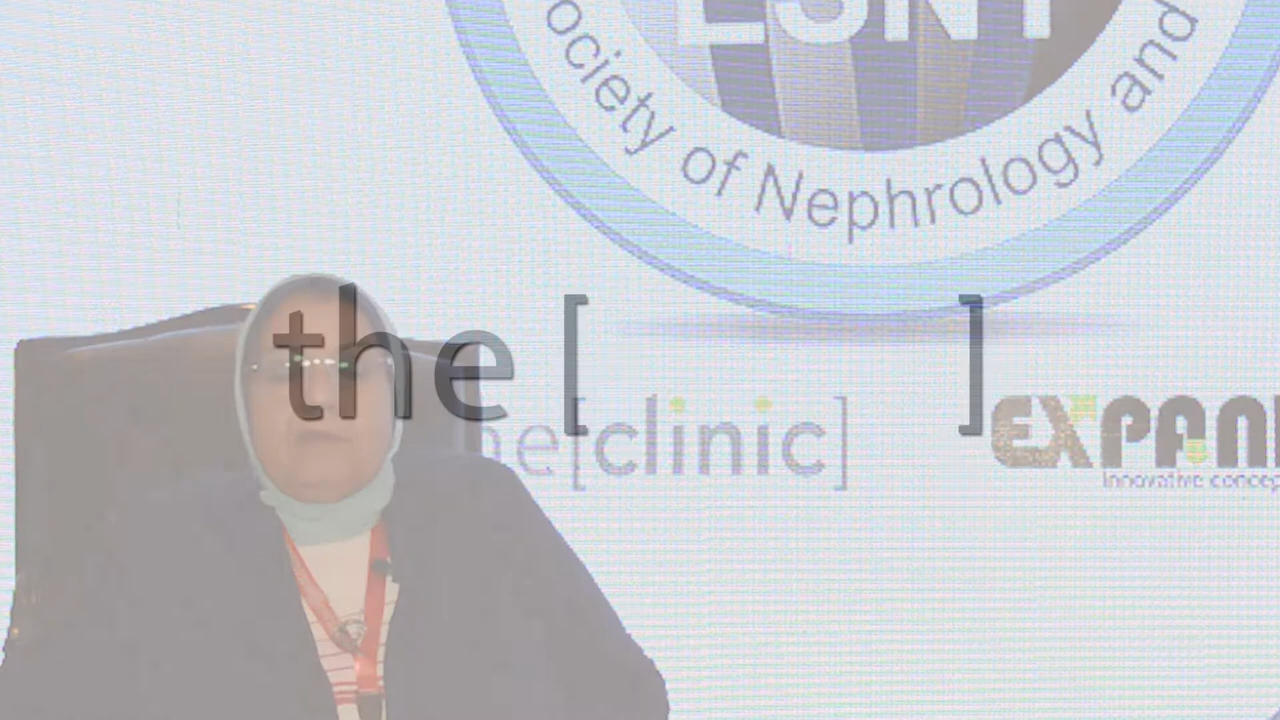 ESNT
ociety of Nephrology and
the [ ]
he[clinic]
EXPAN
innovative concep